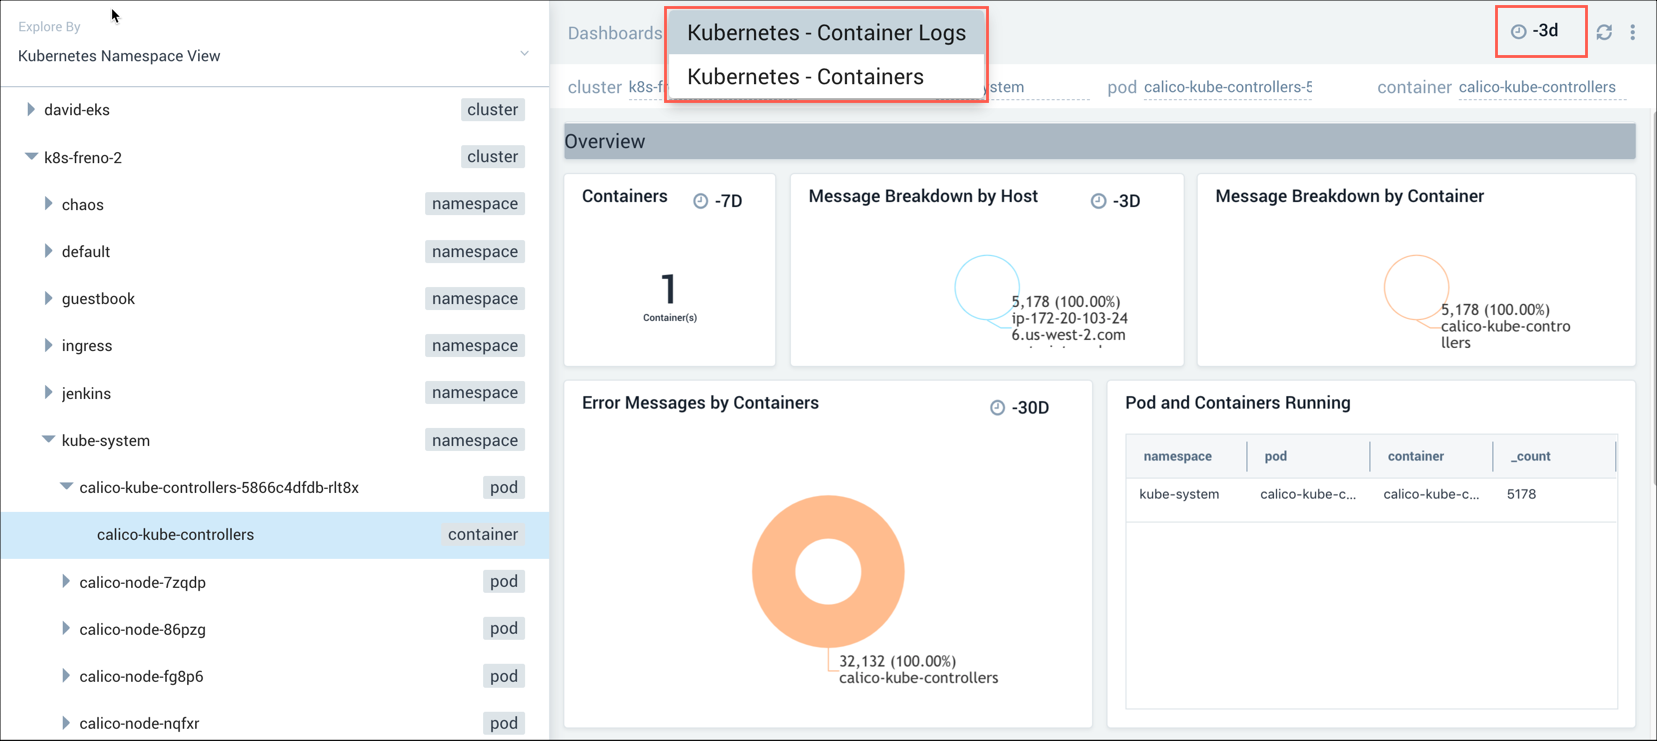 Explore By
Kubernetes Namespace View
david-eks cluster
k8s-freno-2 cluster
chaos namespace
default namespace
guestbook namespace
ingress namespace
jenkins namespace
kube-system namespace
calico-kube-controllers-5866c4dfdb-rlt8x pod
calico-kube-controllers container
calico-node-7zqdp pod
calico-node-86pzg pod
calico-node-fg8p6 pod
calico-node-nqfxr pod
Dashboards
Kubernetes - Container Logs
Kubernetes - Containers
-3d
cluster k8s-fr
stem
pod calico-kube-controllers-5
container calico-kube-controllers
Overview
Containers -7D
1
Container(s)
Message Breakdown by Host -3D
5,178 (100.00%)
ip-172-20-103-24
6.us-west-2.com
Message Breakdown by Container
5,178 (100.00%)
calico-kube-contro
llers
Error Messages by Containers -30D
32,132 (100.00%)
calico-kube-controllers
Pod and Containers Running
namespace pod container _count
kube-system calico-kube-c... calico-kube-c... 5178